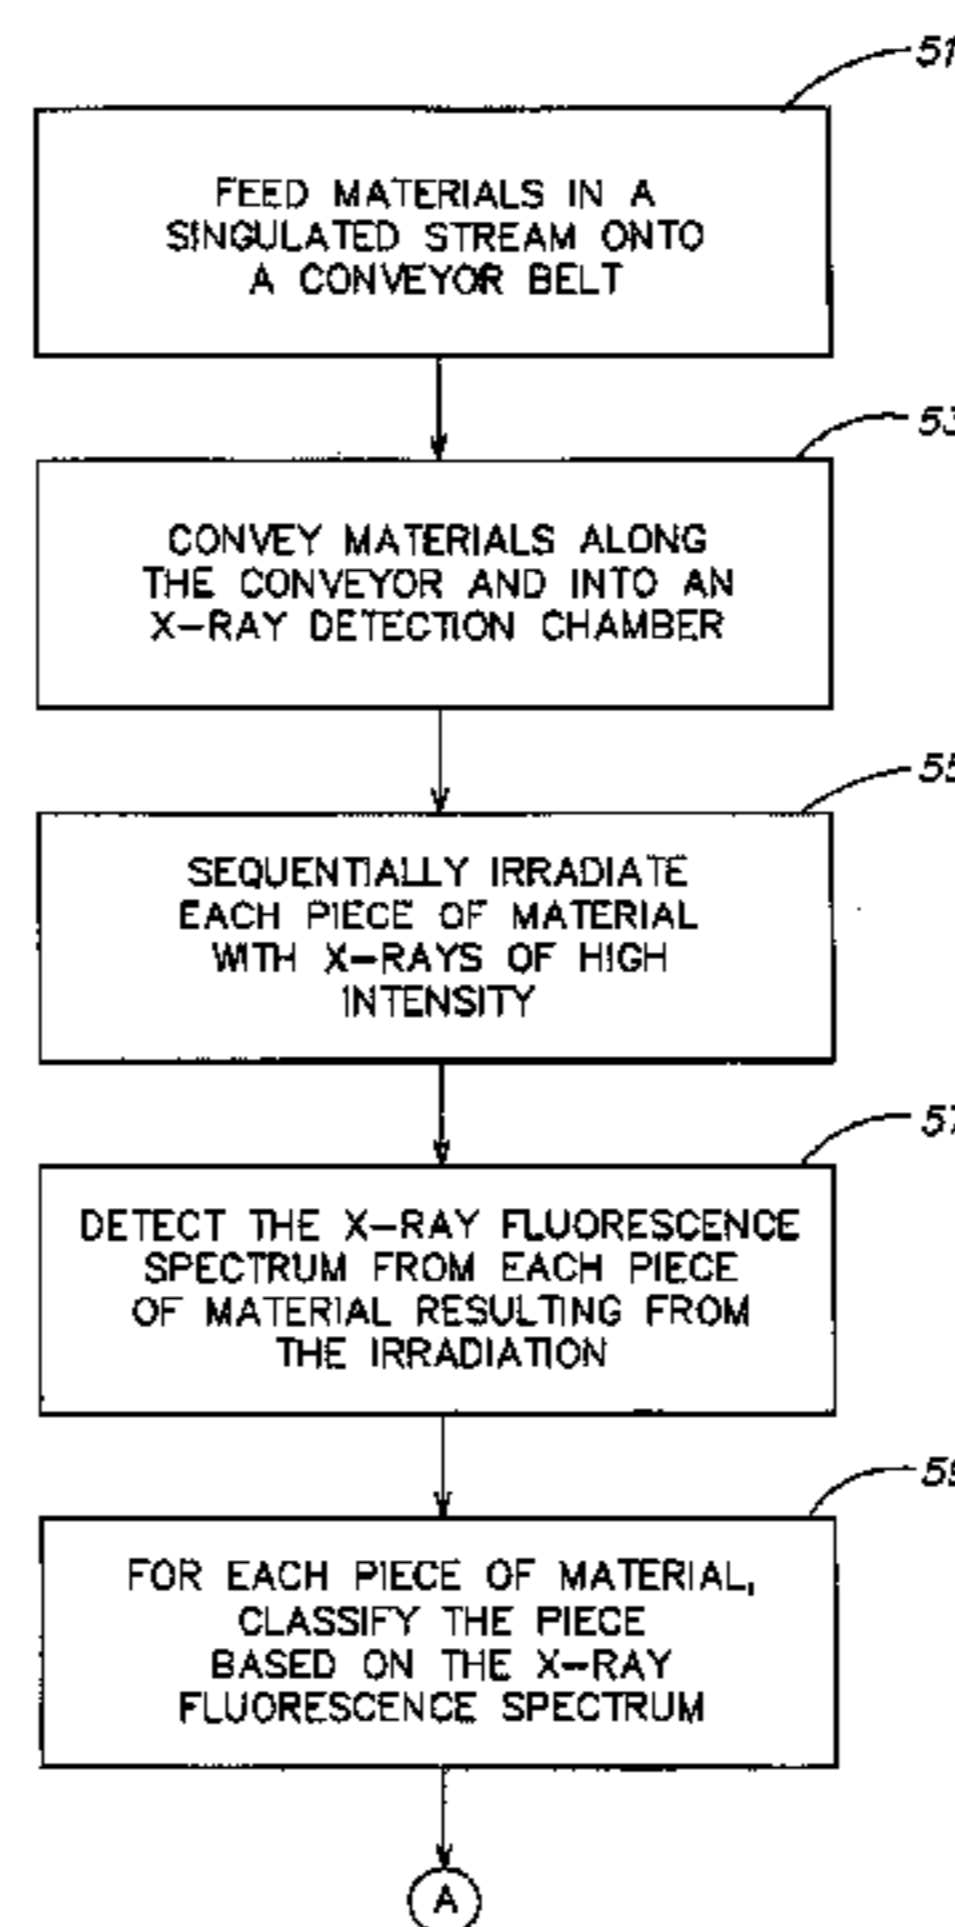 51
FEED MATERIALS IN A
SINGULATED STREAM ONTO
A CONVEYOR BELT
53
CONVEY MATERIALS ALONG
THE CONVEYOR AND INTO AN
X-RAY DETECTION CHAMBER
55
SEQUENTIALLY IRRADIATE
EACH PIECE OF MATERIAL
WITH X-RAYS OF HIGH
INTENSITY
57
DETECT THE X-RAY FLUORESCENCE
SPECTRUM FROM EACH PIECE
OF MATERIAL RESULTING FROM
THE IRRADIATION
59
FOR EACH PIECE OF MATERIAL,
CLASSIFY THE PIECE
BASED ON THE X-RAY
FLUORESCENCE SPECTRUM
A